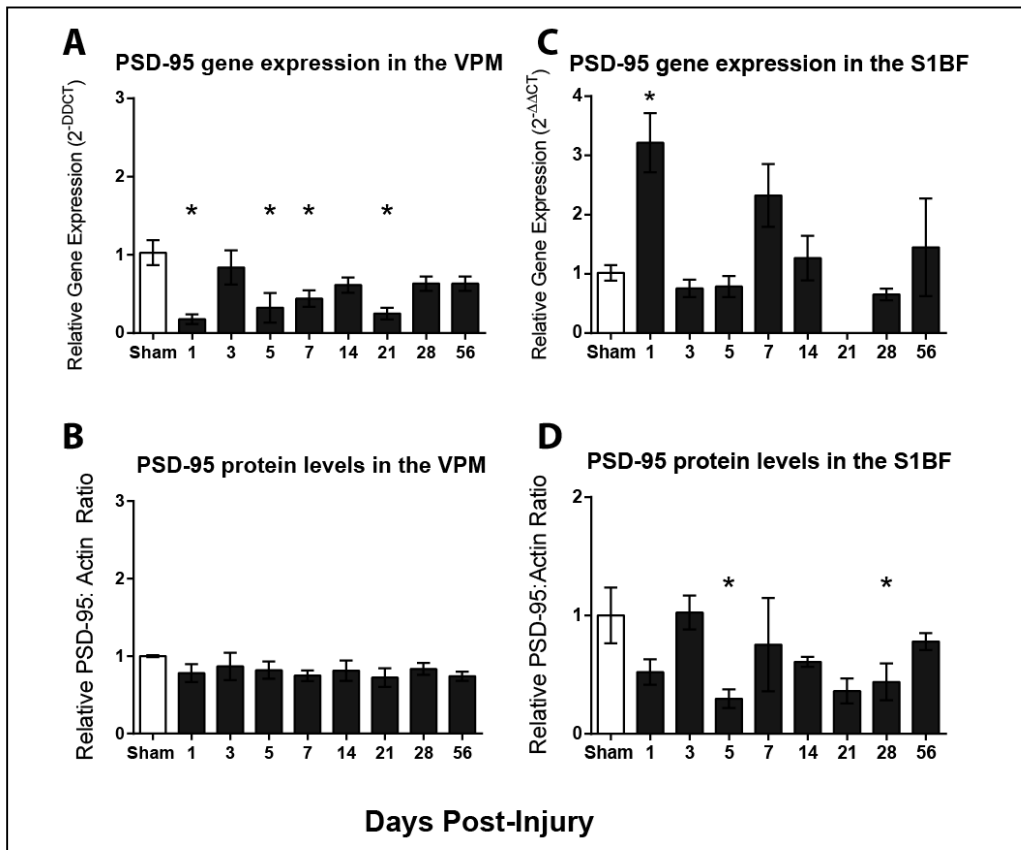 A
PSD-95 gene expression in the VPM
Relative Gene Expression (2-DDCT)
3
2
1
0
* * * *
Sham 1 3 5 7 14 21 28 56
C
PSD-95 gene expression in the S1BF
Relative Gene Expression (2-ΔΔCT)
4
3
2
1
0
*
Sham 1 3 5 7 14 21 28 56
B
PSD-95 protein levels in the VPM
Relative PSD-95: Actin Ratio
3
2
1
0
Sham 1 3 5 7 14 21 28 56
D
PSD-95 protein levels in the S1BF
Relative PSD-95:Actin Ratio
2
1
0
* *
Sham 1 3 5 7 14 21 28 56
Days Post-Injury